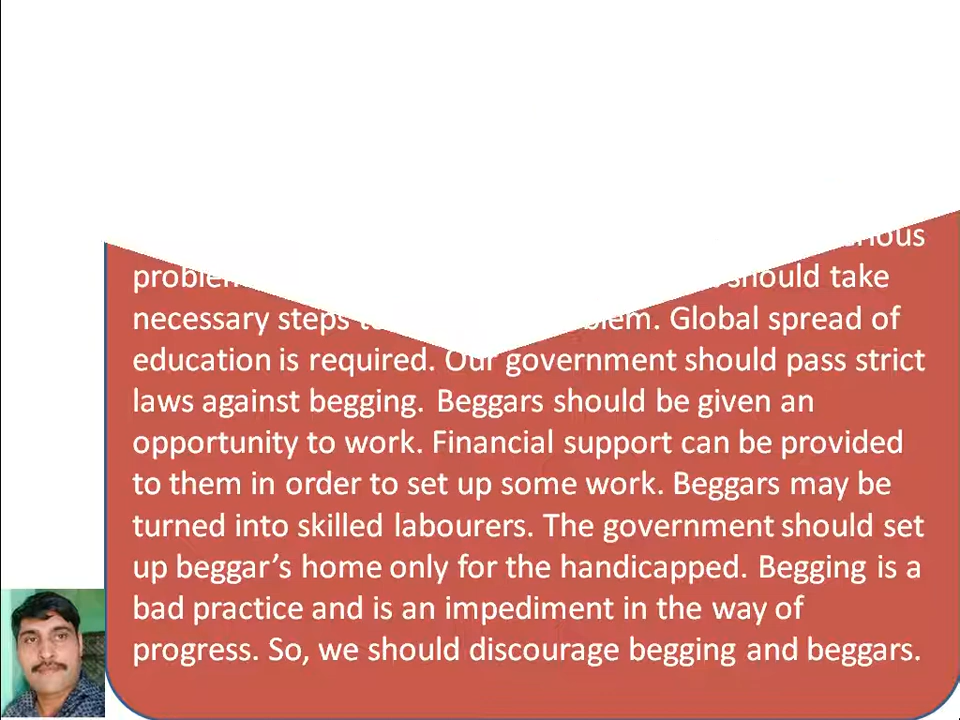 problem
should take
necessary steps problem. Global spread of
education is required. Our government should pass strict
laws against begging. Beggars should be given an
opportunity to work. Financial support can be provided
to them in order to set up some work. Beggars may be
turned into skilled labourers. The government should set
up beggar’s home only for the handicapped. Begging is a
bad practice and is an impediment in the way of
progress. So, we should discourage begging and beggars.